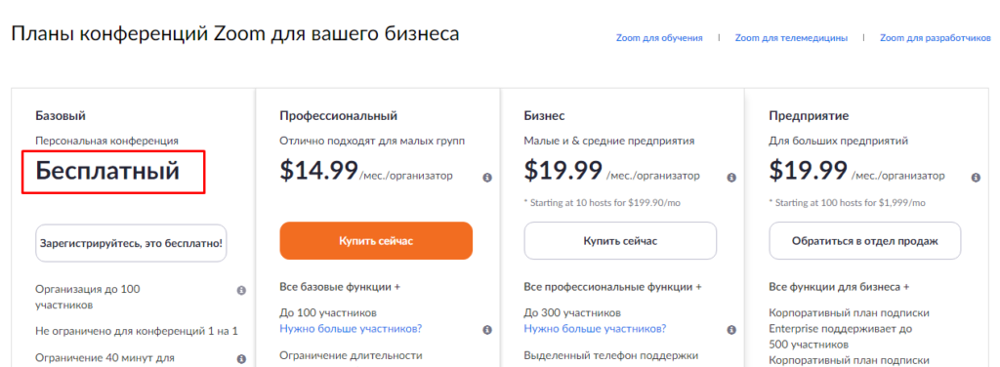 Планы конференций Zoom для вашего бизнеса
Zoom для обучения | Zoom для телемедицины | Zoom для разработчиков
Базовый
Персональная конференция
Бесплатный
Зарегистрируйтесь, это бесплатно!
Организация до 100
участников
Не ограничено для конференций 1 на 1
Ограничение 40 минут для
Профессиональный
Отлично подходят для малых групп
$14.99 /мес./организатор
Купить сейчас
Все базовые функции +
До 100 участников
Нужно больше участников?
Ограничение длительности
Бизнес
Малые и & средние предприятия
$19.99 /мес./организатор
* Starting at 10 hosts for $199.90/mo
Купить сейчас
Все профессиональные функции +
До 300 участников
Нужно больше участников?
Выделенный телефон поддержки
Предприятие
Для больших предприятий
$19.99 /мес./организатор
* Starting at 100 hosts for $1,999/mo
Обратиться в отдел продаж
Все функции для бизнеса +
Корпоративный план подписки
Enterprise поддерживает до
500 участников
Корпоративный план подписки